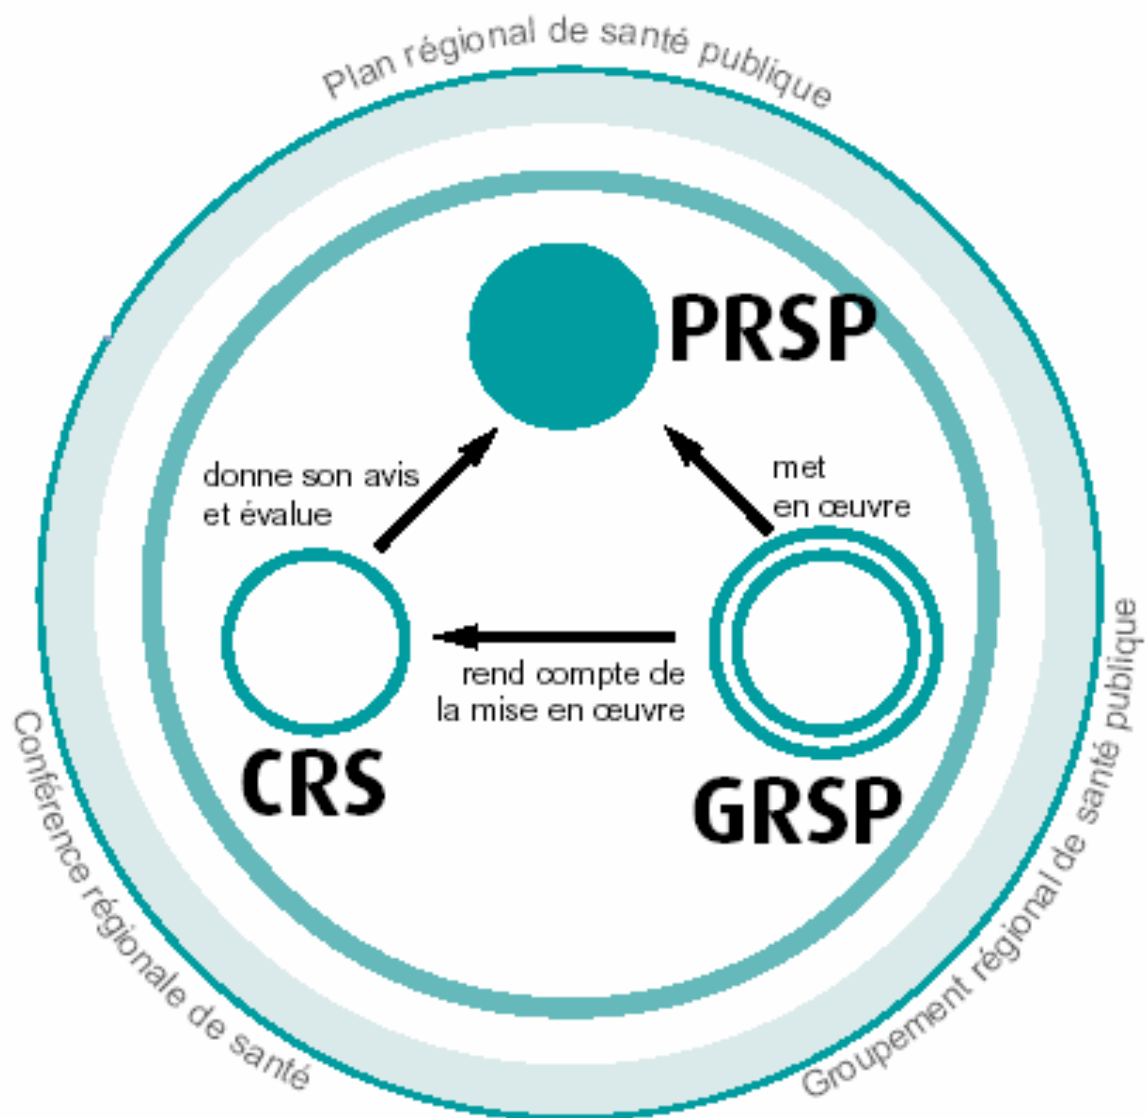 Plan régional de santé publique
PRSP
donne son avis
et évalue
met
en œuvre
rend compte de
la mise en œuvre
CRS
GRSP
Conférence régionale de santé
Groupement régional de santé publique